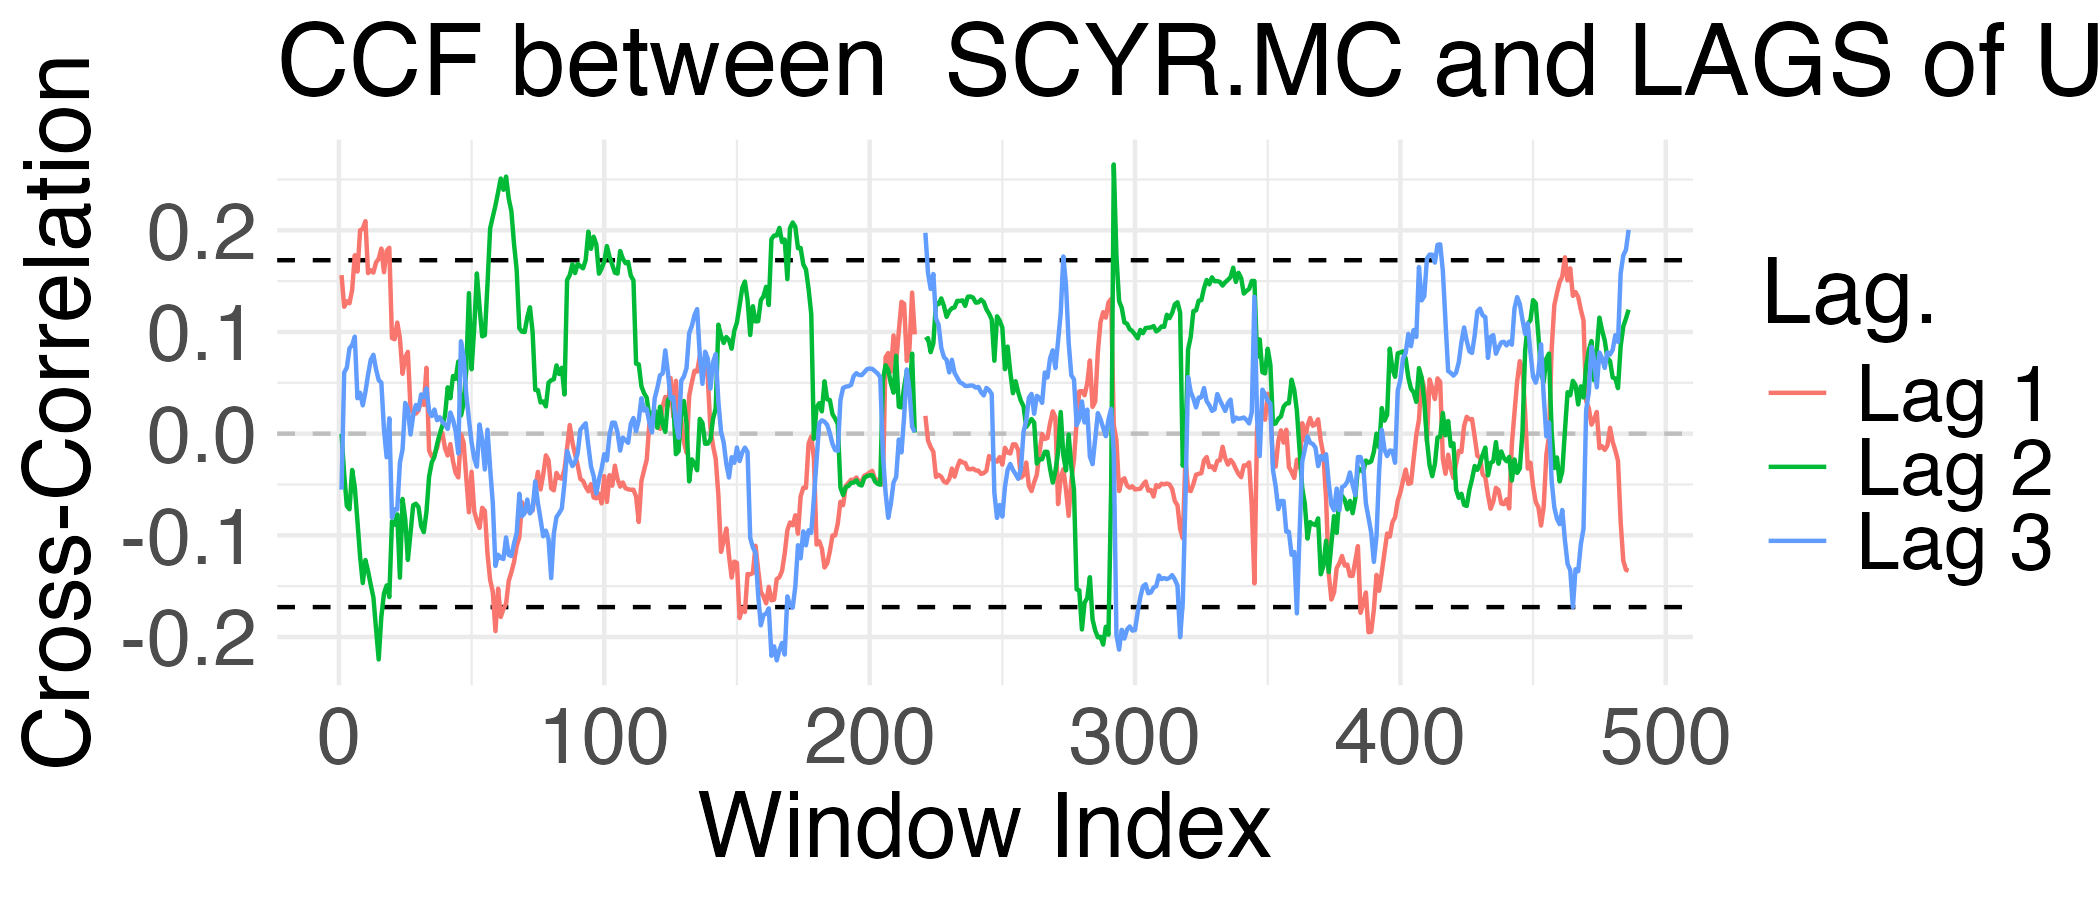 CCF between  SCYR.MC and LAGS of U
Cross-Correlation
0.2
0.1
0.0
-0.1
-0.2
0 100 200 300 400 500
Window Index
Lag.
Lag 1
Lag 2
Lag 3